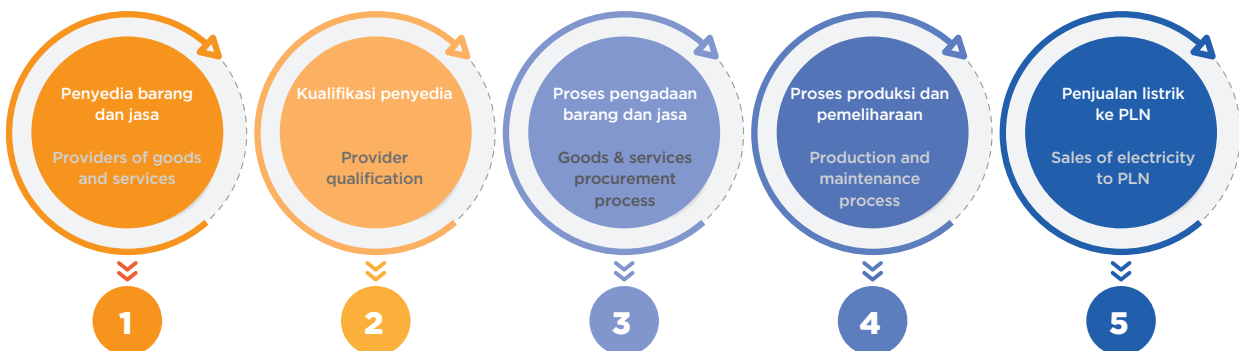 Penyedia barang
dan jasa
Providers of goods
and services
1
Kualifikasi penyedia
Provider
qualification
2
Proses pengadaan
barang dan jasa
Goods & services
procurement
process
3
Proses produksi dan
pemeliharaan
Production and
maintenance
process
4
Penjualan listrik
ke PLN
Sales of electricity
to PLN
5